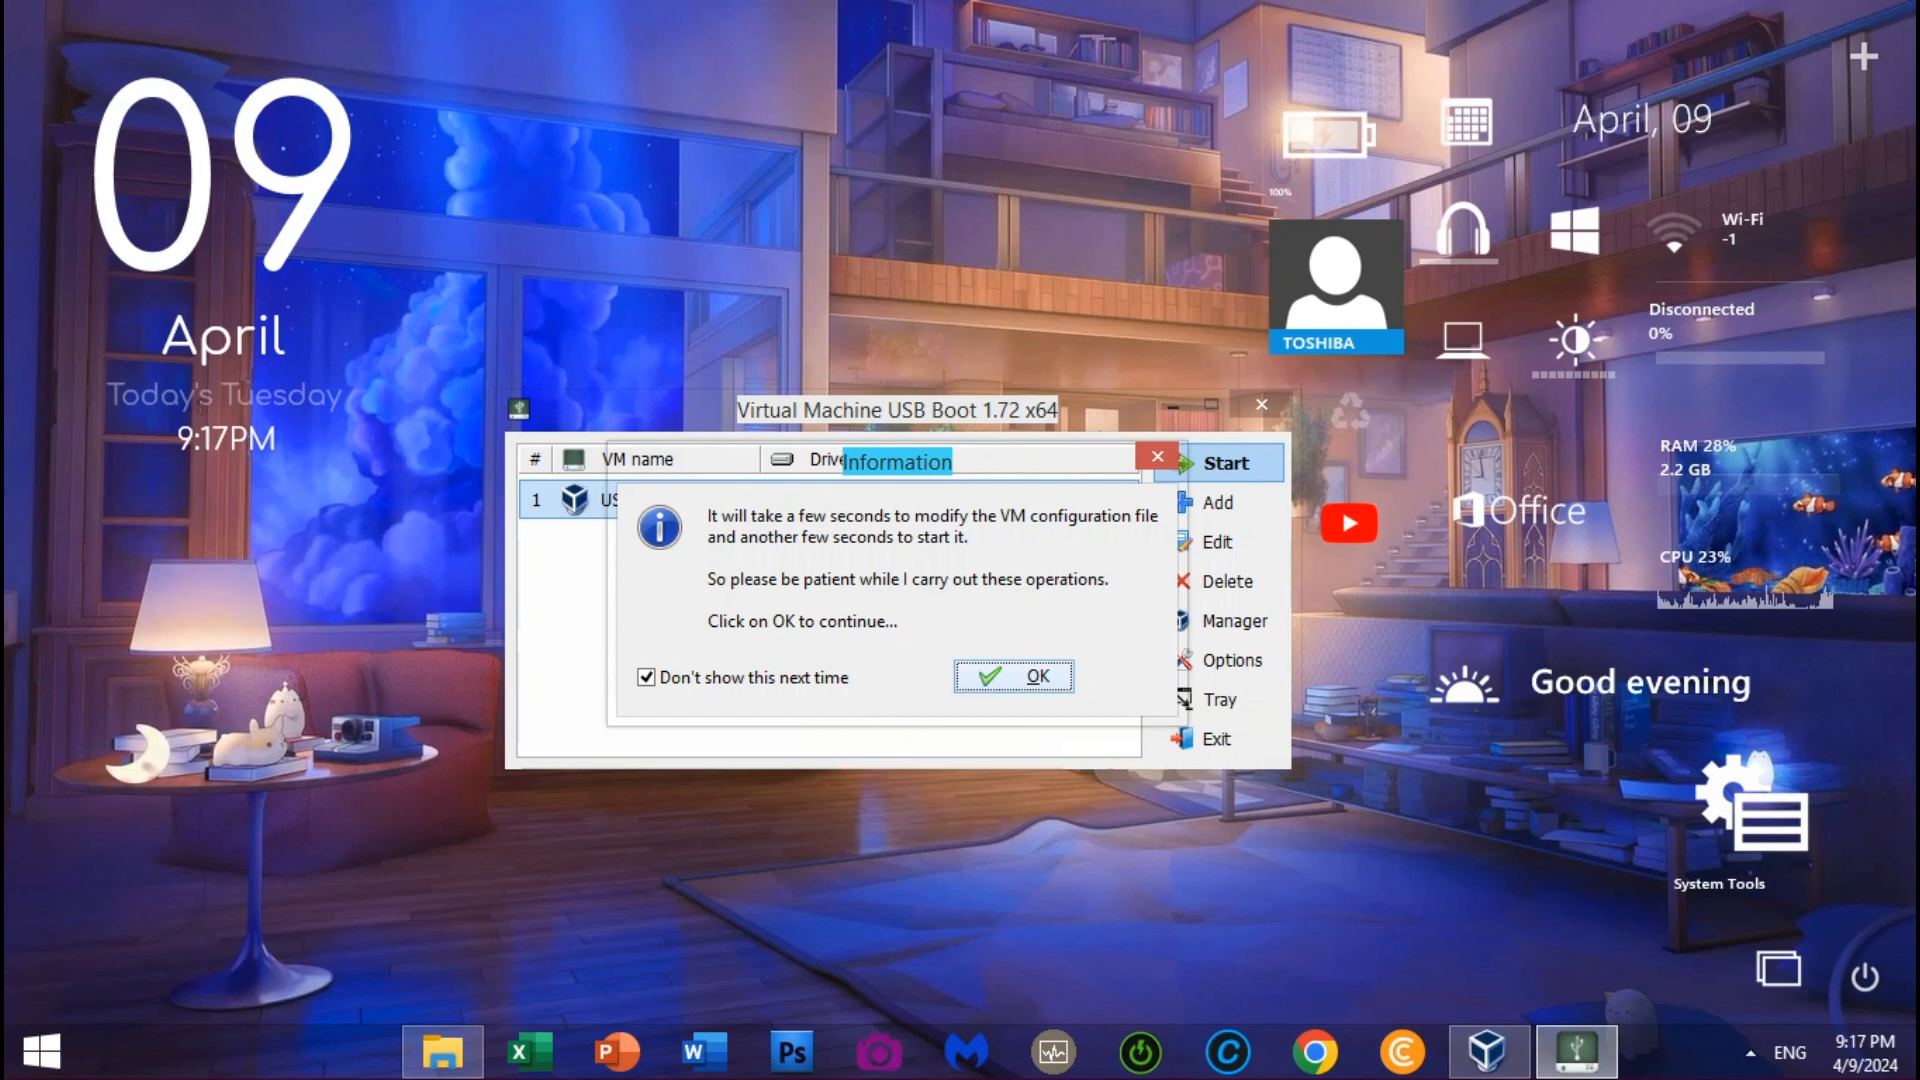 09
April
Today's Tuesday
9:17PM
100%
April, 09
TOSHIBA
Wi-Fi
-1
Disconnected
0%
RAM 28%
2.2 GB
Office
CPU 23%
Good evening
System Tools
Virtual Machine USB Boot 1.72 x64
# VM name Drive
1 US
Information
It will take a few seconds to modify the VM configuration file
and another few seconds to start it.
So please be patient while I carry out these operations.
Click on OK to continue...
Don't show this next time
OK
Start
Add
Edit
Delete
Manager
Options
Tray
Exit
X
P
W
Ps
ENG
9:17 PM
4/9/2024